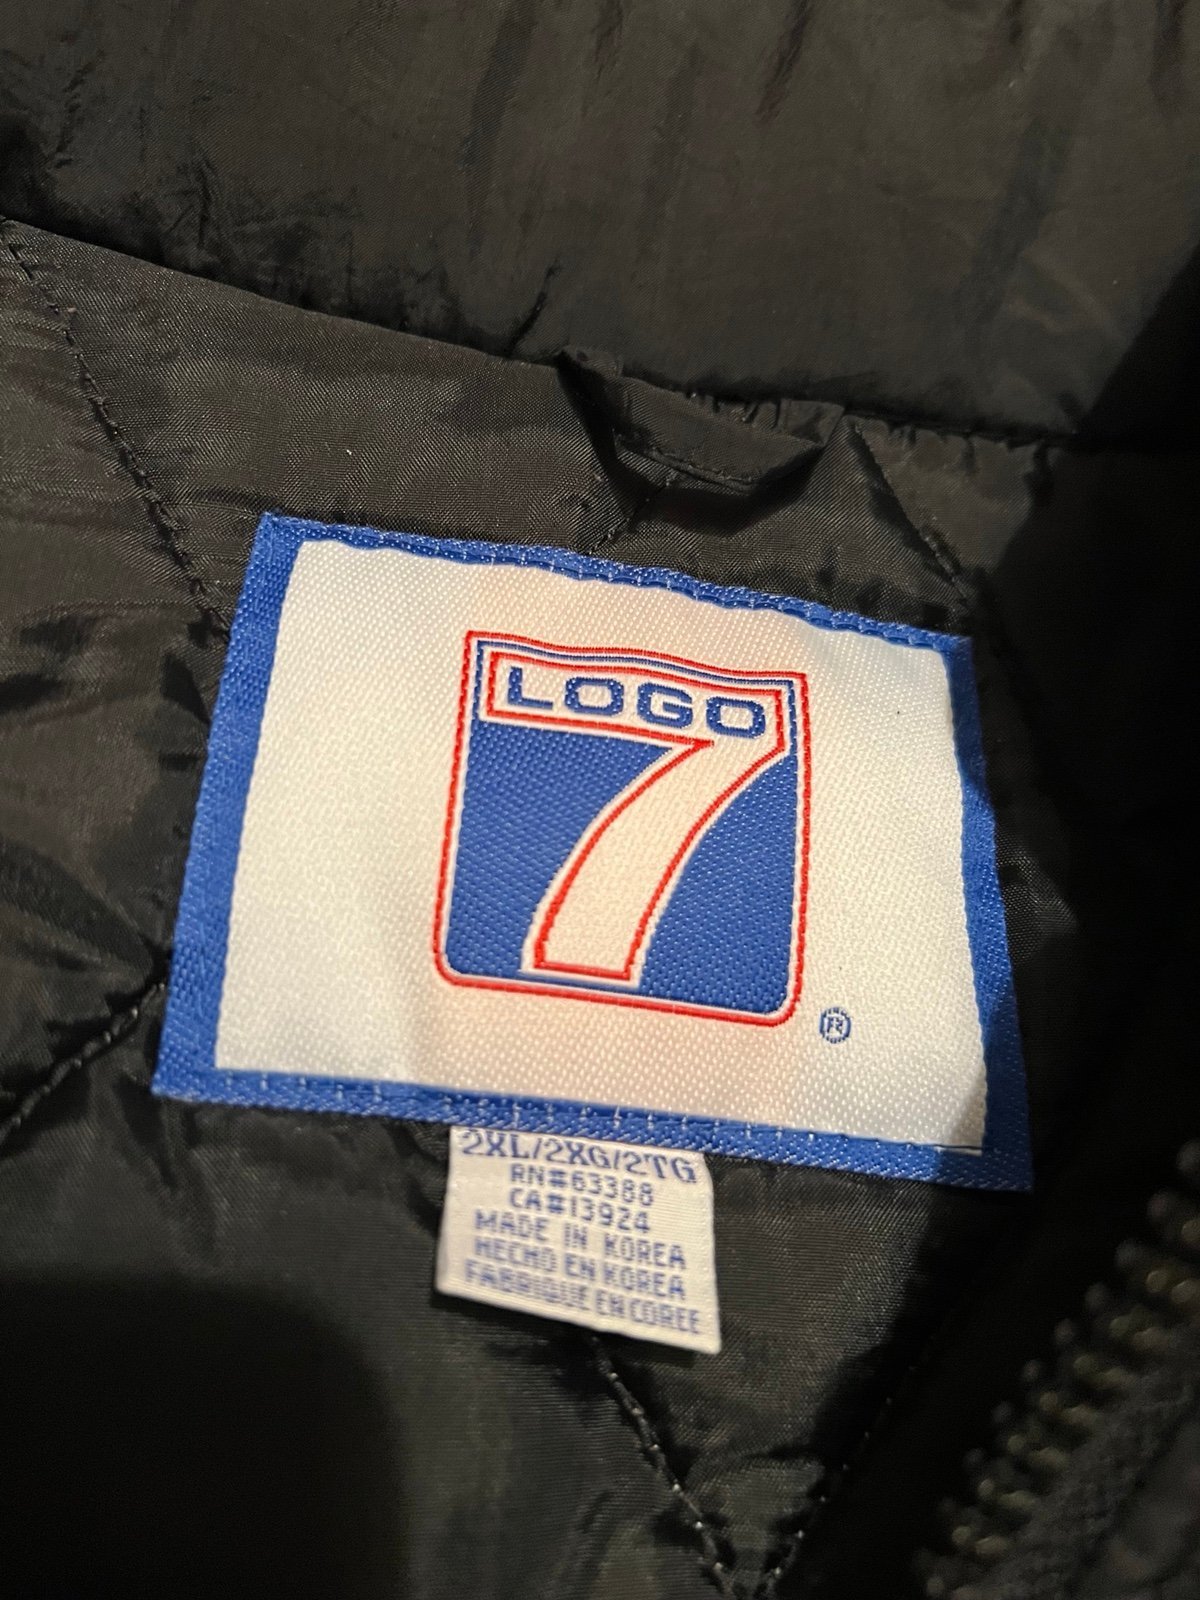 LOGO
7
®
2XL/2XG/2TG
RN#63388
CA#13924
MADE IN KOREA
HECHO EN KOREA
FABRIQUE EN COREE